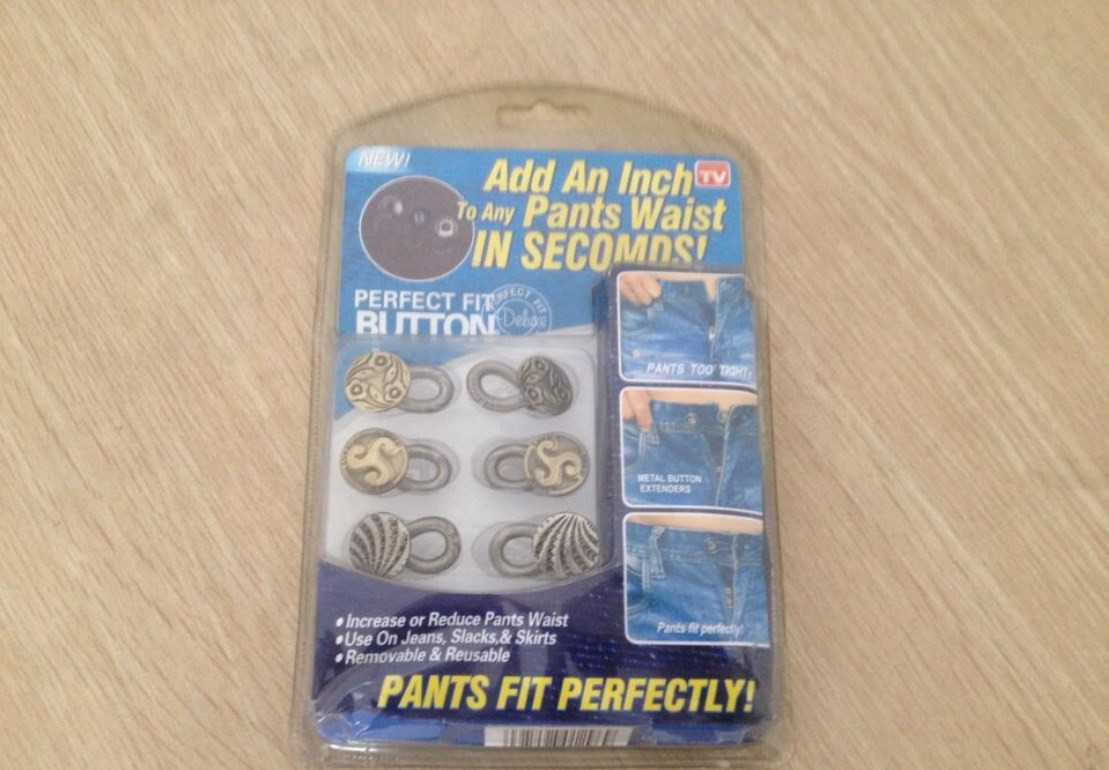 NEW!
Add An Inch
TV
To Any Pants Waist
IN SECOMDS!
PERFECT FIT
BUTTON
PERFECT FIT
Deluxe
PANTS TOO TIGHT!
METAL BUTTON
EXTENDERS
Pants fit perfectly!
•Increase or Reduce Pants Waist
•Use On Jeans, Slacks,& Skirts
•Removable & Reusable
PANTS FIT PERFECTLY!